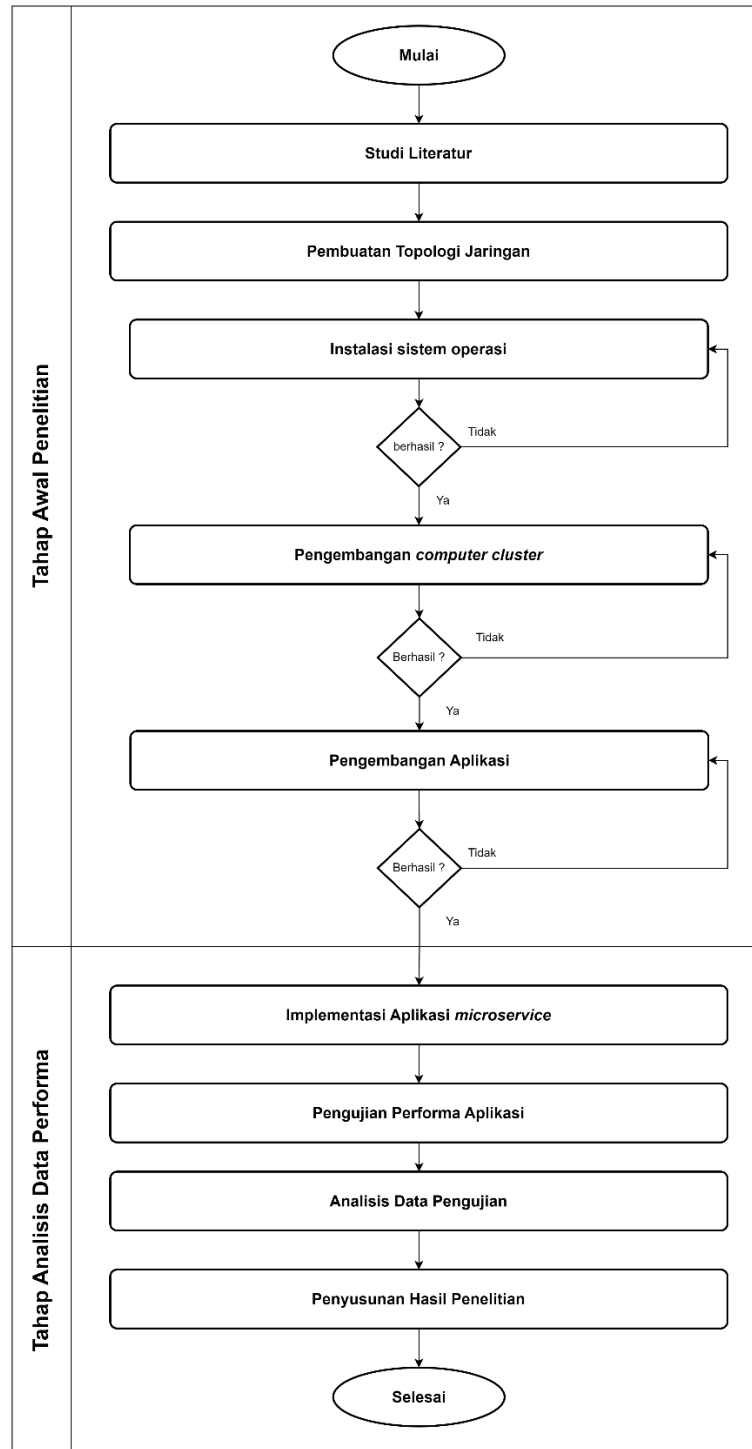 Tahap Awal Penelitian
Mulai
Studi Literatur
Pembuatan Topologi Jaringan
Instalasi sistem operasi
berhasil ?
Tidak
Ya
Pengembangan computer cluster
Berhasil ?
Tidak
Ya
Pengembangan Aplikasi
Berhasil ?
Tidak
Ya
Tahap Analisis Data Performa
Implementasi Aplikasi microservice
Pengujian Performa Aplikasi
Analisis Data Pengujian
Penyusunan Hasil Penelitian
Selesai